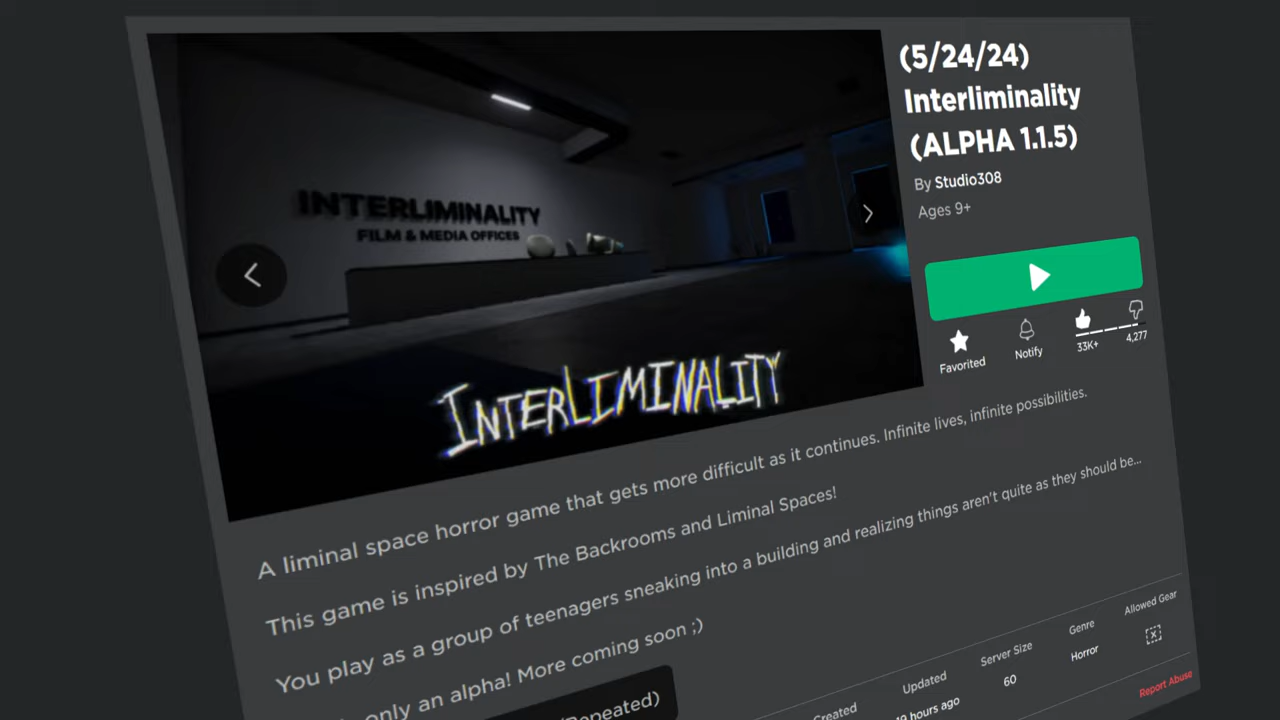 (5/24/24)
Interliminality
(ALPHA 1.1.5)
By Studio308
Ages 9+
INTERLIMINALITY
FILM & MEDIA OFFICES
INTERLIMINALITY
Favorited
Notify
33K+
4,277
A liminal space horror game that gets more difficult as it continues. Infinite lives, infinite possibilities.
This game is inspired by The Backrooms and Liminal Spaces!
You play as a group of teenagers sneaking into a building and realizing things aren't quite as they should be...
only an alpha! More coming soon ;)
Repeated)
Created
Updated
19 hours ago
Server Size
60
Genre
Horror
Allowed Gear
Report Abuse